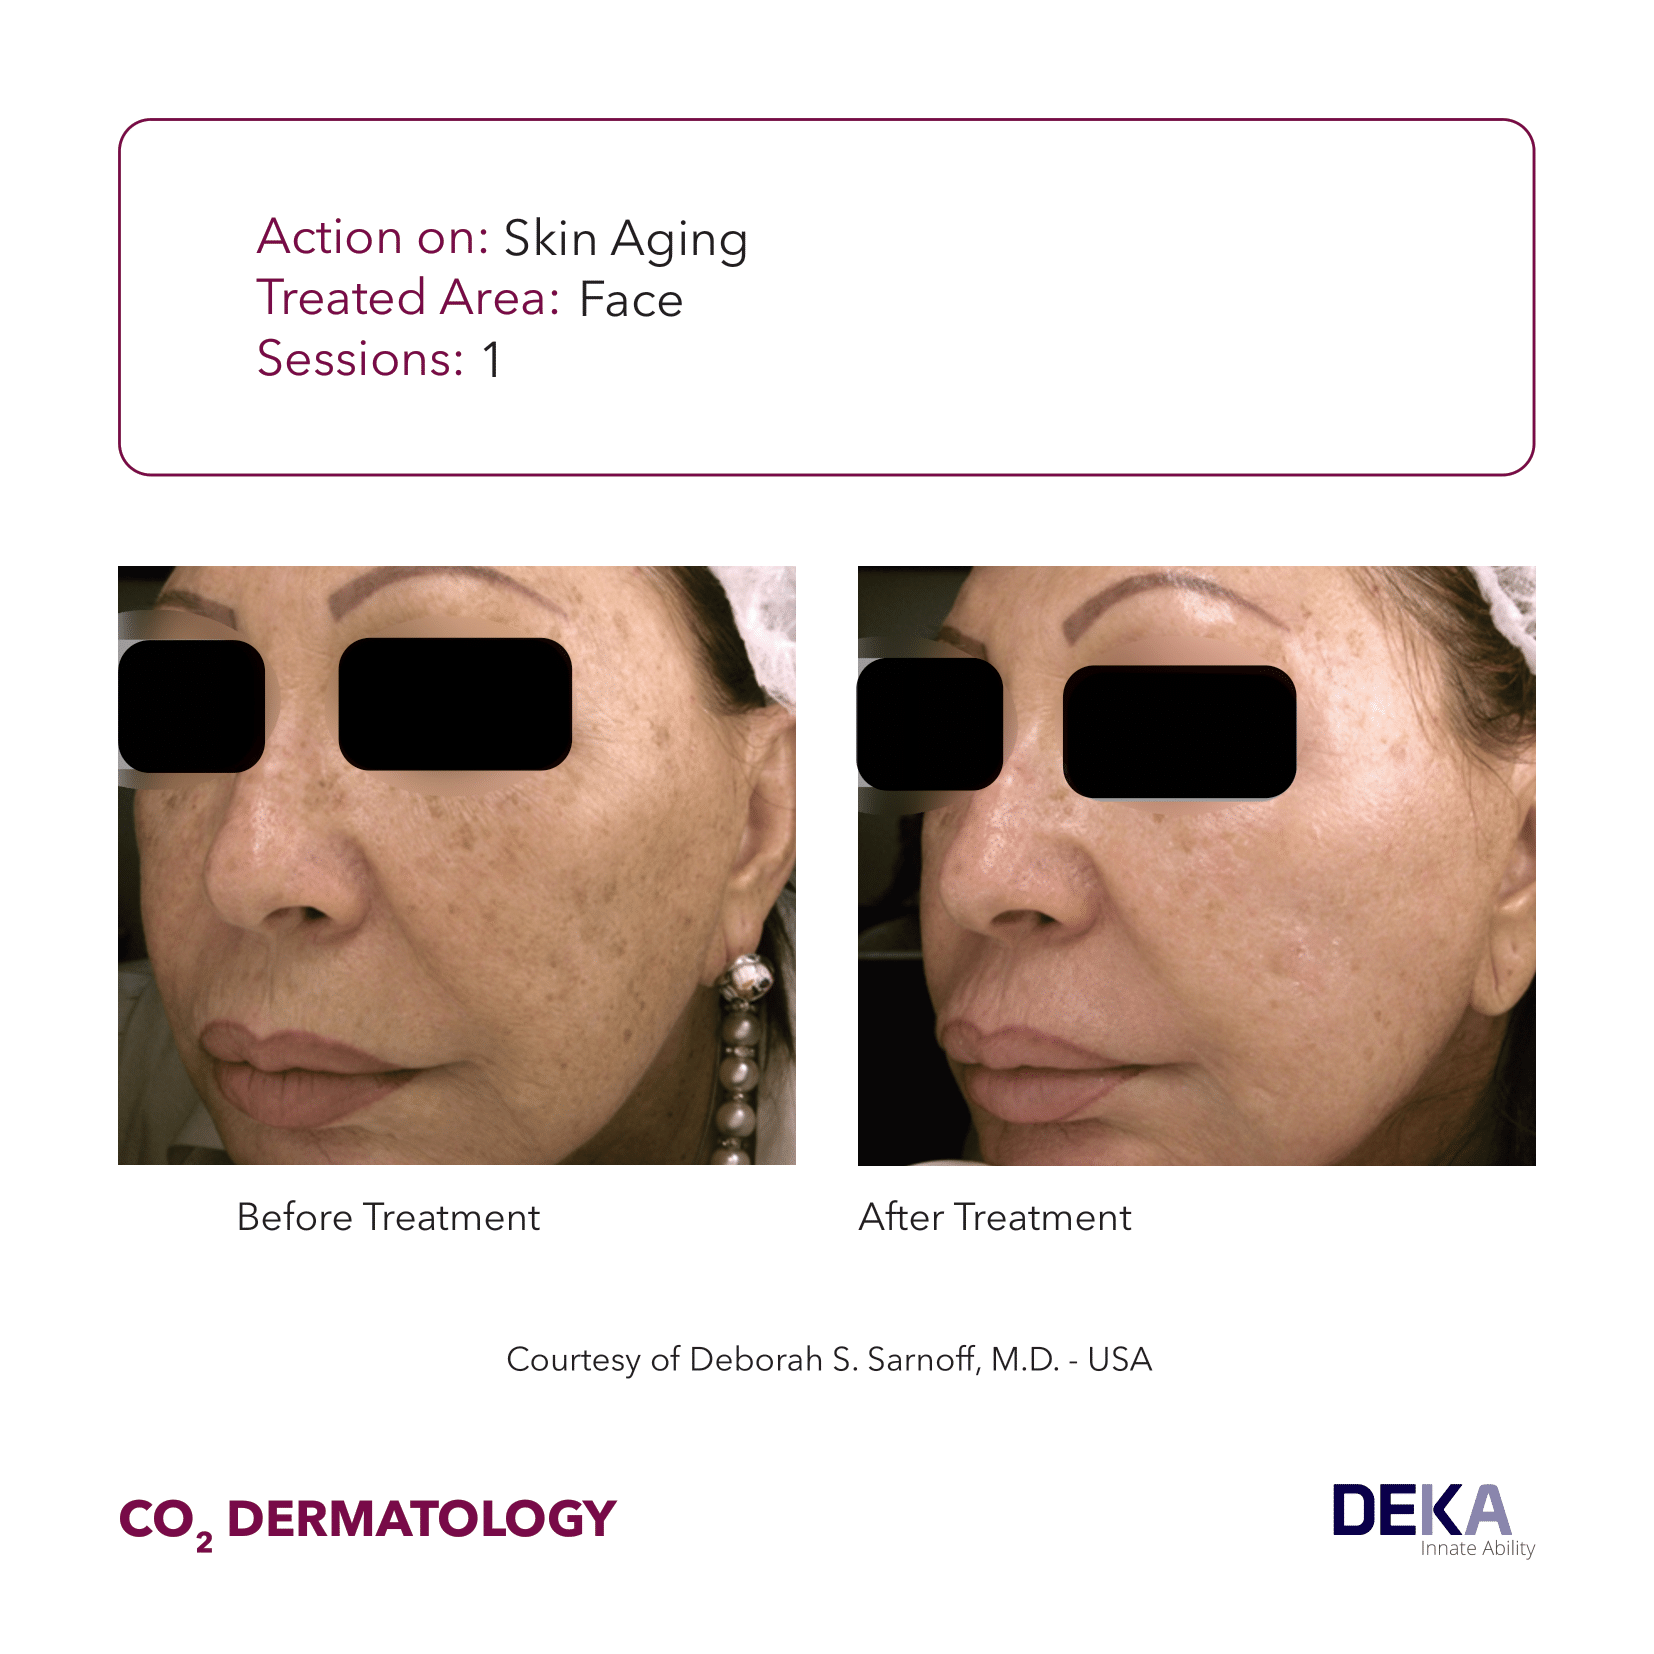 Action on: Skin Aging
Treated Area: Face
Sessions: 1
Before Treatment
After Treatment
Courtesy of Deborah S. Sarnoff, M.D. - USA
CO₂ DERMATOLOGY
DEKA
Innate Ability